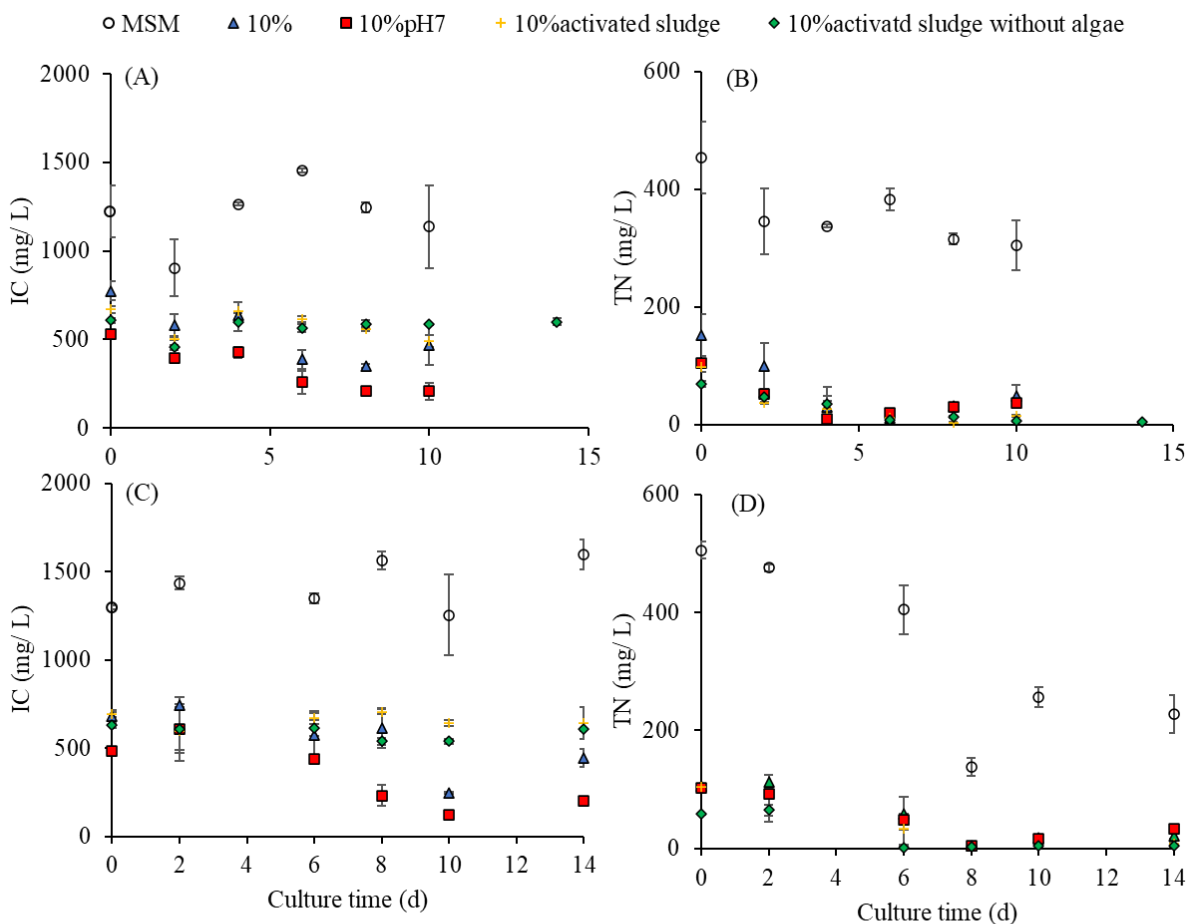 MSM 10% 10%pH7 10%activated sludge 10%activatd sludge without algae
(A)
IC (mg/ L)
2000
1500
1000
500
0
0 5 10 15
(B)
TN (mg/ L)
600
400
200
0
0 5 10 15
(C)
IC (mg/ L)
2000
1500
1000
500
0
0 2 4 6 8 10 12 14
Culture time (d)
(D)
TN (mg/ L)
600
400
200
0
0 2 4 6 8 10 12 14
Culture time (d)